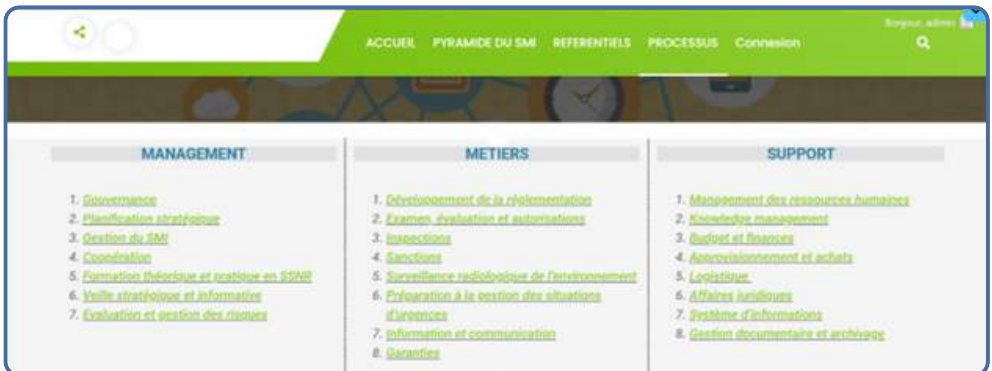 Bonjour, admin
ACCUEIL PYRAMIDE DU SMI REFERENTIELS PROCESSUS Connexion
MANAGEMENT
1. Gouvernance
2. Planification stratégique
3. Gestion du SMI
4. Coopération
5. Formation théorique et pratique en SSNR
6. Veille stratégique et informative
7. Evaluation et gestion des risques
METIERS
1. Développement de la réglementation
2. Examen, évaluation et autorisations
3. Inspections
4. Sanctions
5. Surveillance radiologique de l'environnement
6. Préparation à la gestion des situations
d'urgences
7. Information et communication
8. Garanties
SUPPORT
1. Management des ressources humaines
2. Knowledge management
3. Budget et finances
4. Approvisionnement et achats
5. Logistique
6. Affaires juridiques
7. Système d'informations
8. Gestion documentaire et archivage